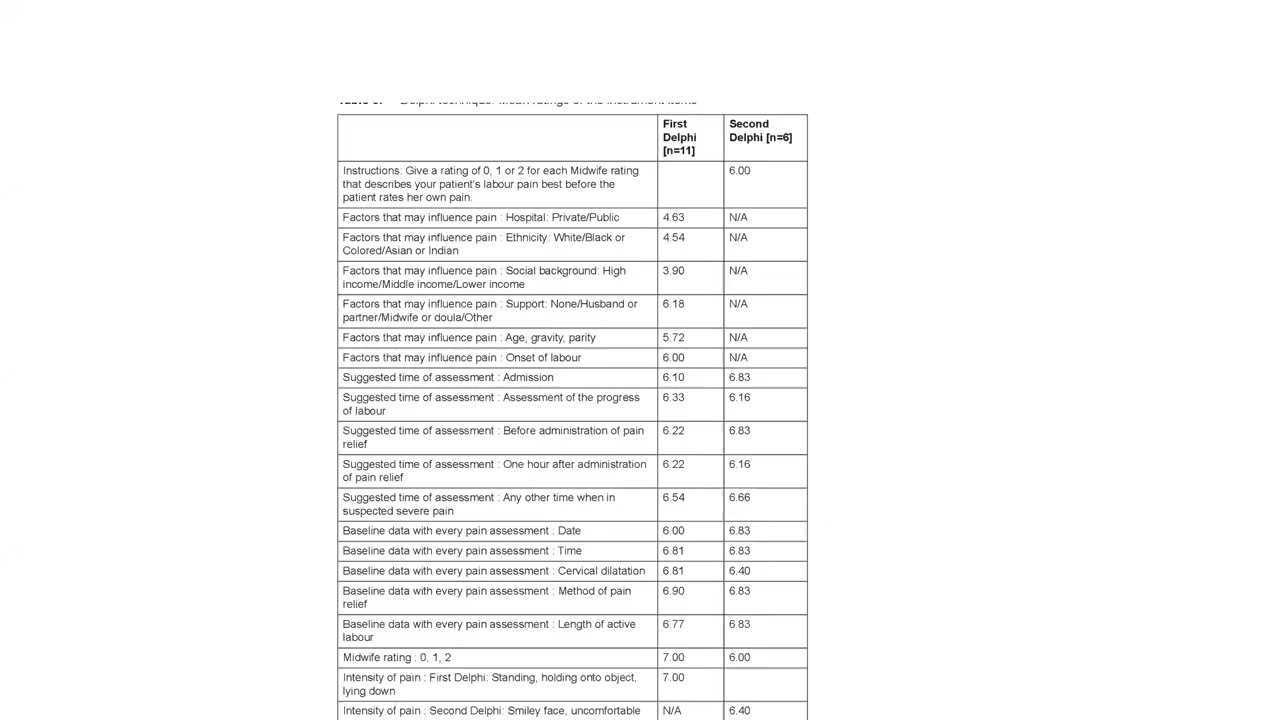 First
Delphi
[n=11]
Second
Delphi [n=6]
Instructions: Give a rating of 0, 1 or 2 for each Midwife rating
that describes your patient's labour pain best before the
patient rates her own pain.
6.00
Factors that may influence pain : Hospital: Private/Public
4.63
N/A
Factors that may influence pain : Ethnicity: White/Black or
Colored/Asian or Indian
4.54
N/A
Factors that may influence pain : Social background: High
income/Middle income/Lower income
3.90
N/A
Factors that may influence pain : Support: None/Husband or
partner/Midwife or doula/Other
6.18
N/A
Factors that may influence pain : Age, gravity, parity
5.72
N/A
Factors that may influence pain : Onset of labour
6.00
N/A
Suggested time of assessment : Admission
6.10
6.83
Suggested time of assessment : Assessment of the progress
of labour
6.33
6.16
Suggested time of assessment : Before administration of pain
relief
6.22
6.83
Suggested time of assessment : One hour after administration
of pain relief
6.22
6.16
Suggested time of assessment : Any other time when in
suspected severe pain
6.54
6.66
Baseline data with every pain assessment : Date
6.00
6.83
Baseline data with every pain assessment : Time
6.81
6.83
Baseline data with every pain assessment : Cervical dilatation
6.81
6.40
Baseline data with every pain assessment : Method of pain
relief
6.90
6.83
Baseline data with every pain assessment : Length of active
labour
6.77
6.83
Midwife rating : 0, 1, 2
7.00
6.00
Intensity of pain : First Delphi: Standing, holding onto object,
lying down
7.00
Intensity of pain : Second Delphi: Smiley face, uncomfortable
N/A
6.40